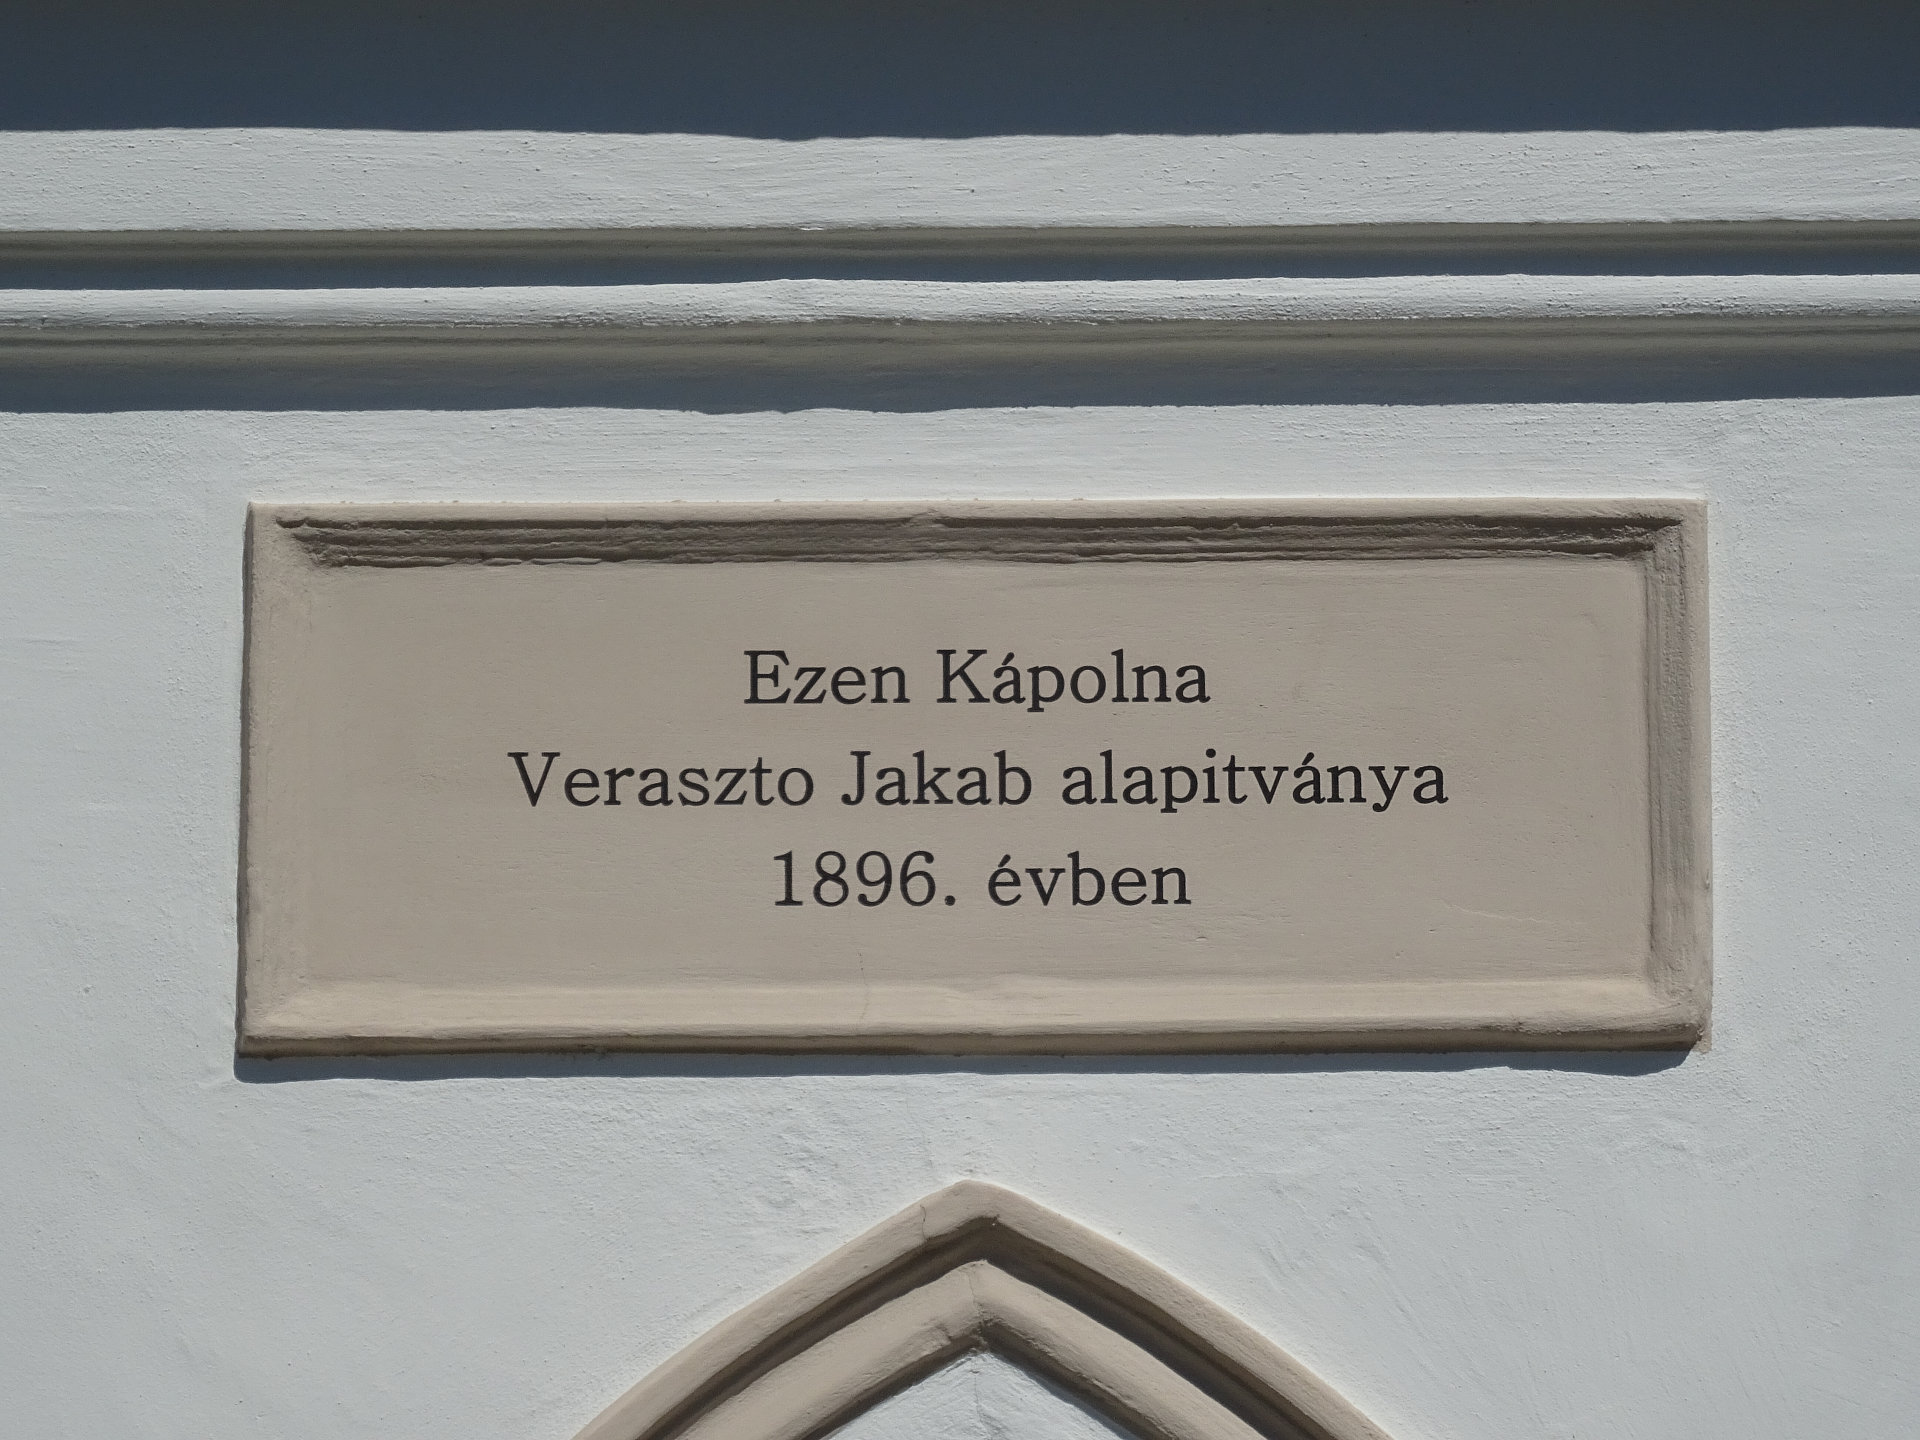 Ezen Kápolna
Veraszto Jakab alapitványa
1896. évben